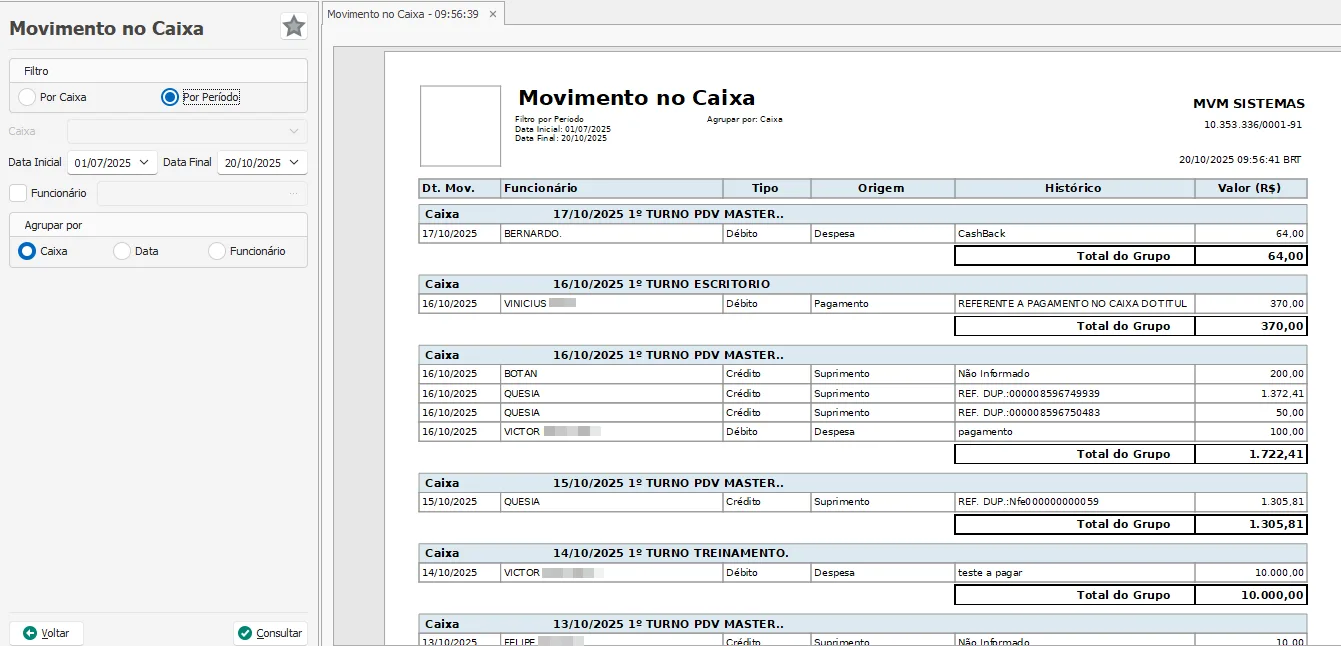 Movimento no Caixa
Filtro
Por Caixa Por Período
Caixa
Data Inicial 01/07/2025 Data Final 20/10/2025
Funcionário ...
Agrupar por
Caixa Data Funcionário
Voltar Consultar
Movimento no Caixa - 09:56:39 ×
Movimento no Caixa
Filtro por Periodo Agrupar por: Caixa
Data Inicial: 01/07/2025
Data Final: 20/10/2025
MVM SISTEMAS
10.353.336/0001-91
20/10/2025 09:56:41 BRT
Dt. Mov. Funcionário Tipo Origem Histórico Valor (R$)
Caixa 17/10/2025 1º TURNO PDV MASTER..
17/10/2025 BERNARDO. Débito Despesa CashBack 64,00
Total do Grupo 64,00
Caixa 16/10/2025 1º TURNO ESCRITORIO
16/10/2025 VINICIUS Débito Pagamento REFERENTE A PAGAMENTO NO CAIXA DO TITUL 370,00
Total do Grupo 370,00
Caixa 16/10/2025 1º TURNO PDV MASTER..
16/10/2025 BOTAN Crédito Suprimento Não Informado 200,00
16/10/2025 QUESIA Crédito Suprimento REF. DUP.:000008596749939 1.372,41
16/10/2025 QUESIA Crédito Suprimento REF. DUP.:000008596750483 50,00
16/10/2025 VICTOR Débito Despesa pagamento 100,00
Total do Grupo 1.722,41
Caixa 15/10/2025 1º TURNO PDV MASTER..
15/10/2025 QUESIA Crédito Suprimento REF. DUP.:Nfe000000000059 1.305,81
Total do Grupo 1.305,81
Caixa 14/10/2025 1º TURNO TREINAMENTO.
14/10/2025 VICTOR Débito Despesa teste a pagar 10.000,00
Total do Grupo 10.000,00
Caixa 13/10/2025 1º TURNO PDV MASTER..
13/10/2025 FELIPE Crédito Suprimento Não Informado 10,00